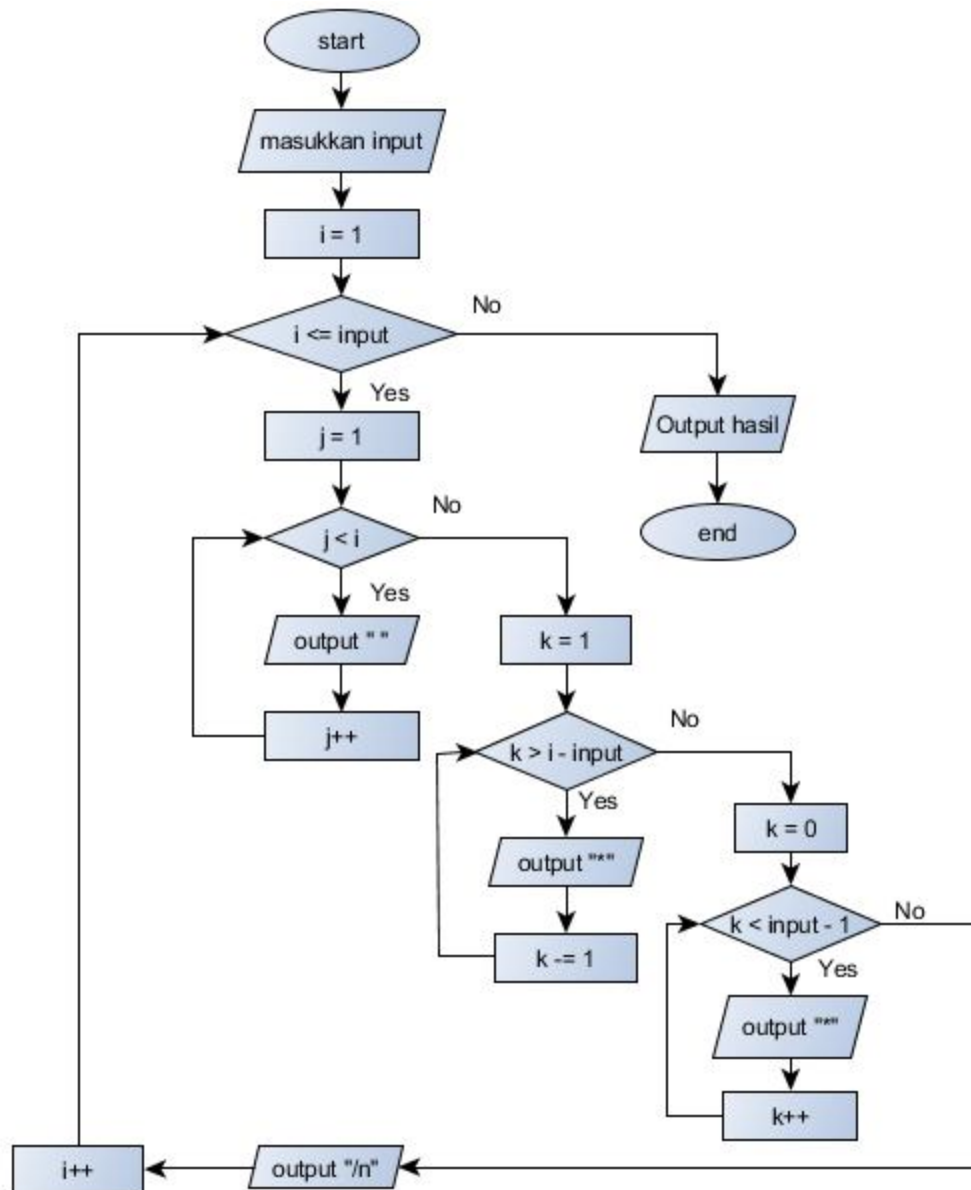 start
masukkan input
i = 1
i <= input
No
Yes
j = 1
Output hasil
end
j < i
No
Yes
output " "
j++
k = 1
k > i - input
No
Yes
output "*"
k -= 1
k = 0
k < input - 1
No
Yes
output "*"
k++
output "/n"
i++